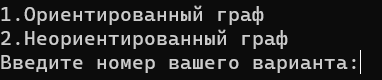 1.Ориентированный граф
2.Неориентированный граф
Введите номер вашего варианта: